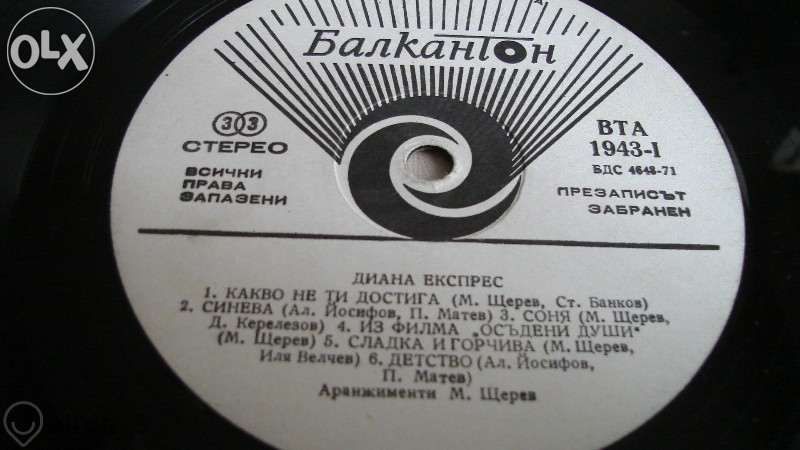 OLX
Балкантон
33
СТЕРЕО
ВСИЧКИ
ПРАВА
ЗАПАЗЕНИ
ВТА
1943-I
БДС 4648-71
ПРЕЗАПИСЪТ
ЗАБРАНЕН
ДИАНА ЕКСПРЕС
1. КАКВО НЕ ТИ ДОСТИГА (М. Щерев, Ст. Банков)
2. СИНЕВА (Ал. Йосифов, П. Матев) 3. СОНЯ (М. Щерев,
Д. Керелезов) 4. ИЗ ФИЛМА „ОСЪДЕНИ ДУШИ“
(М. Щерев) 5. СЛАДКА И ГОРЧИВА (М. Щерев,
Иля Велчев) 6. ДЕТСТВО (Ал. Йосифов,
П. Матев)
Аранжименти М. Щерев